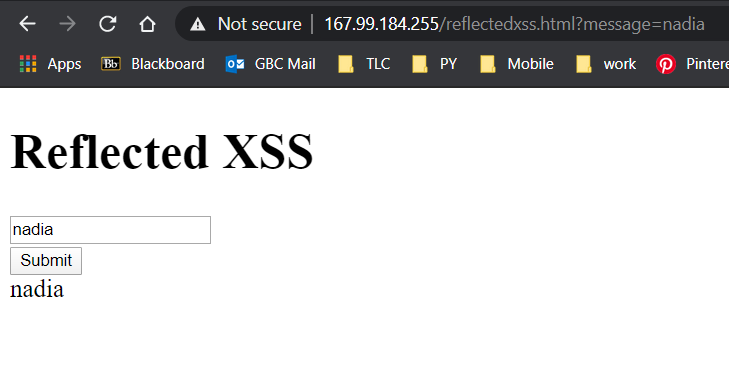 Not secure | 167.99.184.255/reflectedxss.html?message=nadia
Apps Bb Blackboard GBC Mail TLC PY Mobile work Pintere
Reflected XSS
nadia
Submit
nadia